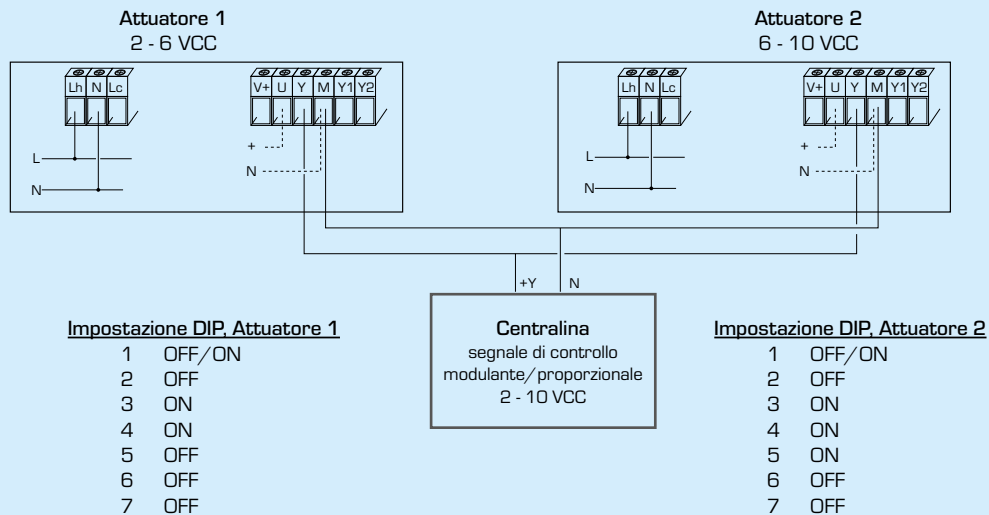 Attuatore 1
2 - 6 VCC
Lh N Lc
V+ U Y M Y1 Y2
+
N
L
N
Attuatore 2
6 - 10 VCC
Lh N Lc
V+ U Y M Y1 Y2
+
N
L
N
+Y N
Centralina
segnale di controllo
modulante/proporzionale
2 - 10 VCC
Impostazione DIP, Attuatore 1
1 OFF/ON
2 OFF
3 ON
4 ON
5 OFF
6 OFF
7 OFF
Impostazione DIP, Attuatore 2
1 OFF/ON
2 OFF
3 ON
4 ON
5 ON
6 OFF
7 OFF